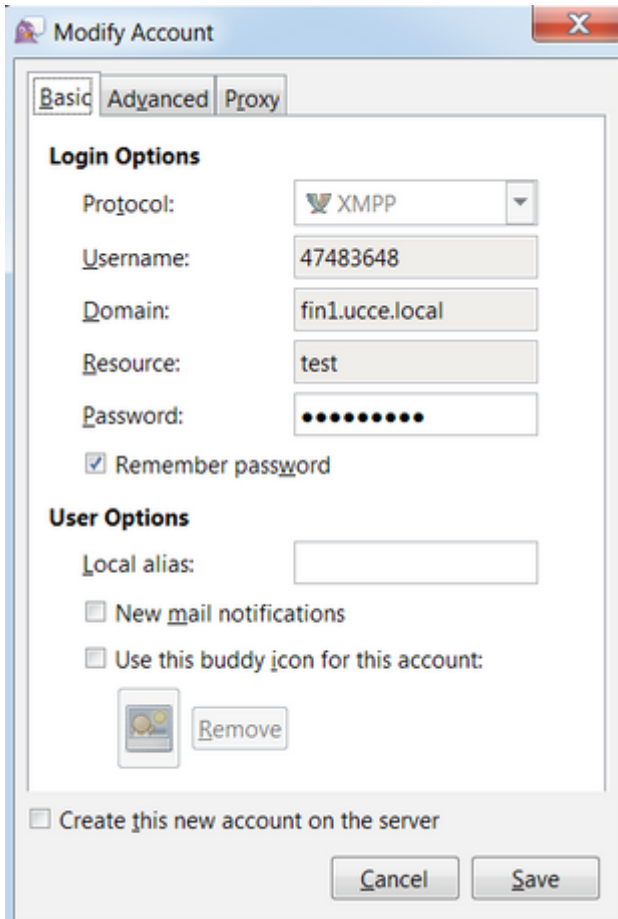 Modify Account
Basic Advanced Proxy
Login Options
Protocol: XMPP
Username: 47483648
Domain: fin1.ucce.local
Resource: test
Password: ●●●●●●●●●
Remember password
User Options
Local alias:
New mail notifications
Use this buddy icon for this account:
Remove
Create this new account on the server
Cancel Save